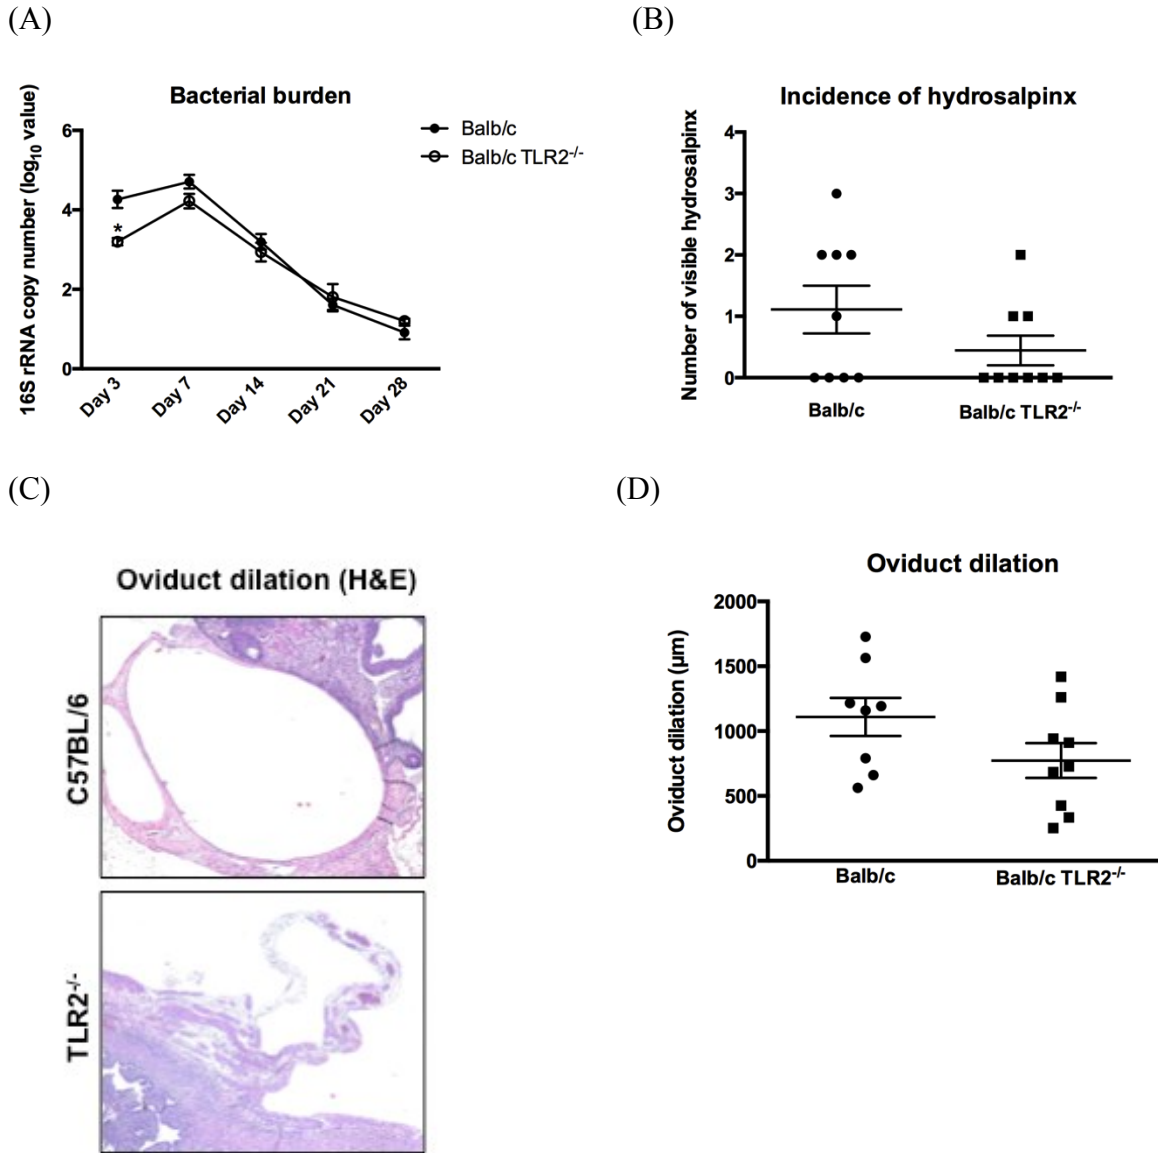 (A)
Bacterial burden
16S rRNA copy number (log10 value)
6
4
2
0
*
Day 3
Day 7
Day 14
Day 21
Day 28
Balb/c
Balb/c TLR2-/-
(B)
Incidence of hydrosalpinx
Number of visible hydrosalpinx
4
3
2
1
0
Balb/c
Balb/c TLR2-/-
(C)
Oviduct dilation (H&E)
C57BL/6
TLR2-/-
(D)
Oviduct dilation
Oviduct dilation (µm)
2000
1500
1000
500
0
Balb/c
Balb/c TLR2-/-